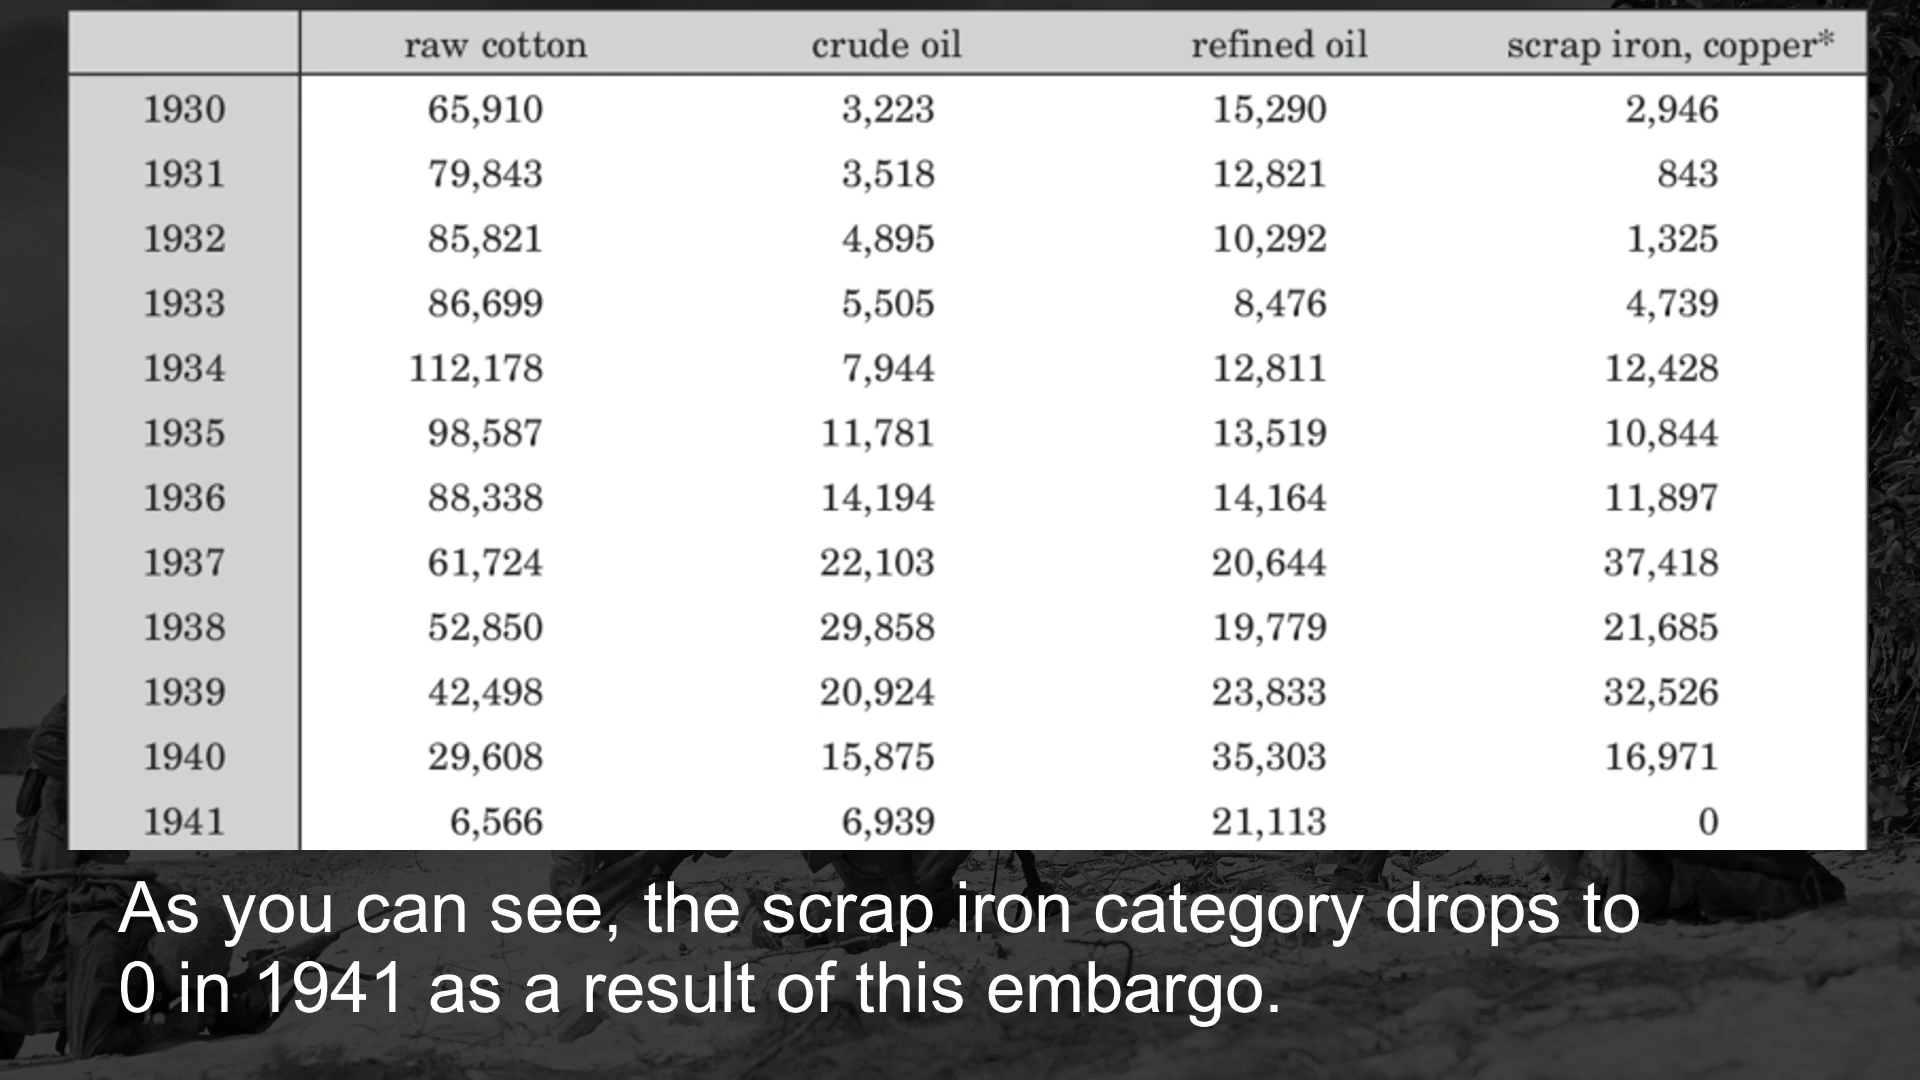 raw cotton crude oil refined oil scrap iron, copper*
1930 65,910 3,223 15,290 2,946
1931 79,843 3,518 12,821 843
1932 85,821 4,895 10,292 1,325
1933 86,699 5,505 8,476 4,739
1934 112,178 7,944 12,811 12,428
1935 98,587 11,781 13,519 10,844
1936 88,338 14,194 14,164 11,897
1937 61,724 22,103 20,644 37,418
1938 52,850 29,858 19,779 21,685
1939 42,498 20,924 23,833 32,526
1940 29,608 15,875 35,303 16,971
1941 6,566 6,939 21,113 0
As you can see, the scrap iron category drops to
0 in 1941 as a result of this embargo.